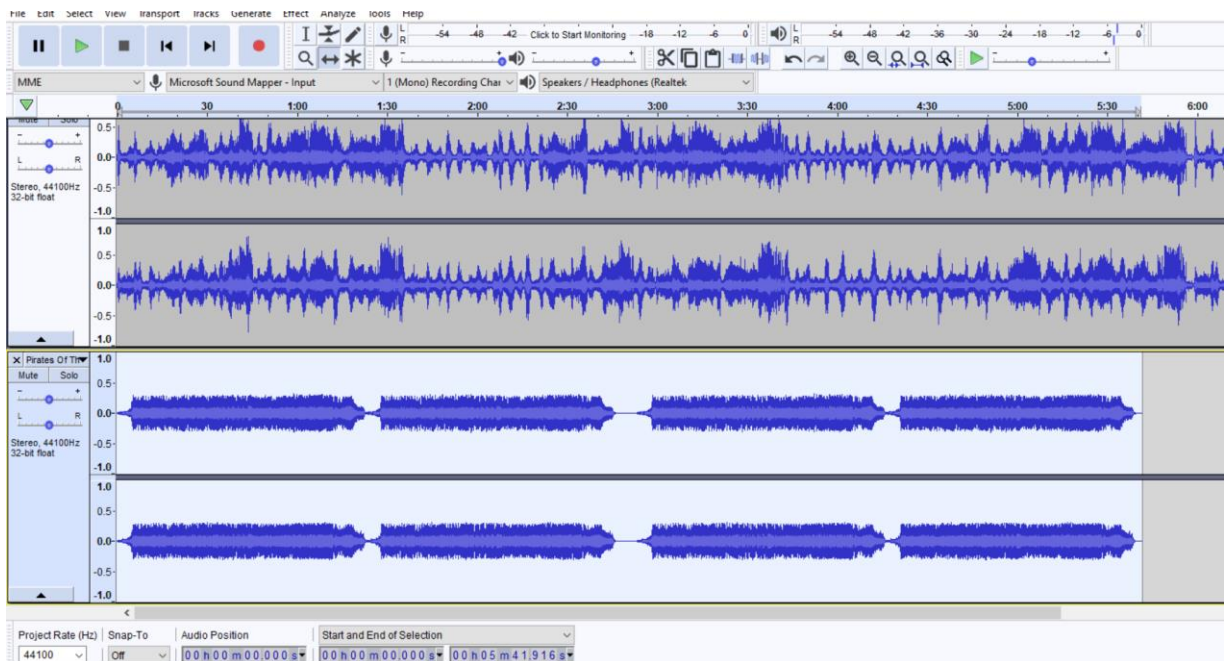 File Edit Select View Transport Tracks Generate Effect Analyze Tools Help
L R -54 -48 -42 Click to Start Monitoring -18 -12 -6 0 L R -54 -48 -42 -36 -30 -24 -18 -12 -6 0
MME Microsoft Sound Mapper - Input 1 (Mono) Recording Char Speakers / Headphones (Realtek
0 30 1:00 1:30 2:00 2:30 3:00 3:30 4:00 4:30 5:00 5:30 6:00
Mute Solo
- +
L R
Stereo, 44100Hz
32-bit float
0.5
0.0
-0.5
-1.0
1.0
0.5
0.0
-0.5
-1.0
X Pirates Of Th
Mute Solo
- +
L R
Stereo, 44100Hz
32-bit float
1.0
0.5
0.0
-0.5
-1.0
1.0
0.5
0.0
-0.5
-1.0
Project Rate (Hz) Snap-To Audio Position Start and End of Selection
44100 Off 00 h 00 m 00.000 s 00 h 00 m 00.000 s 00 h 05 m 41.916 s